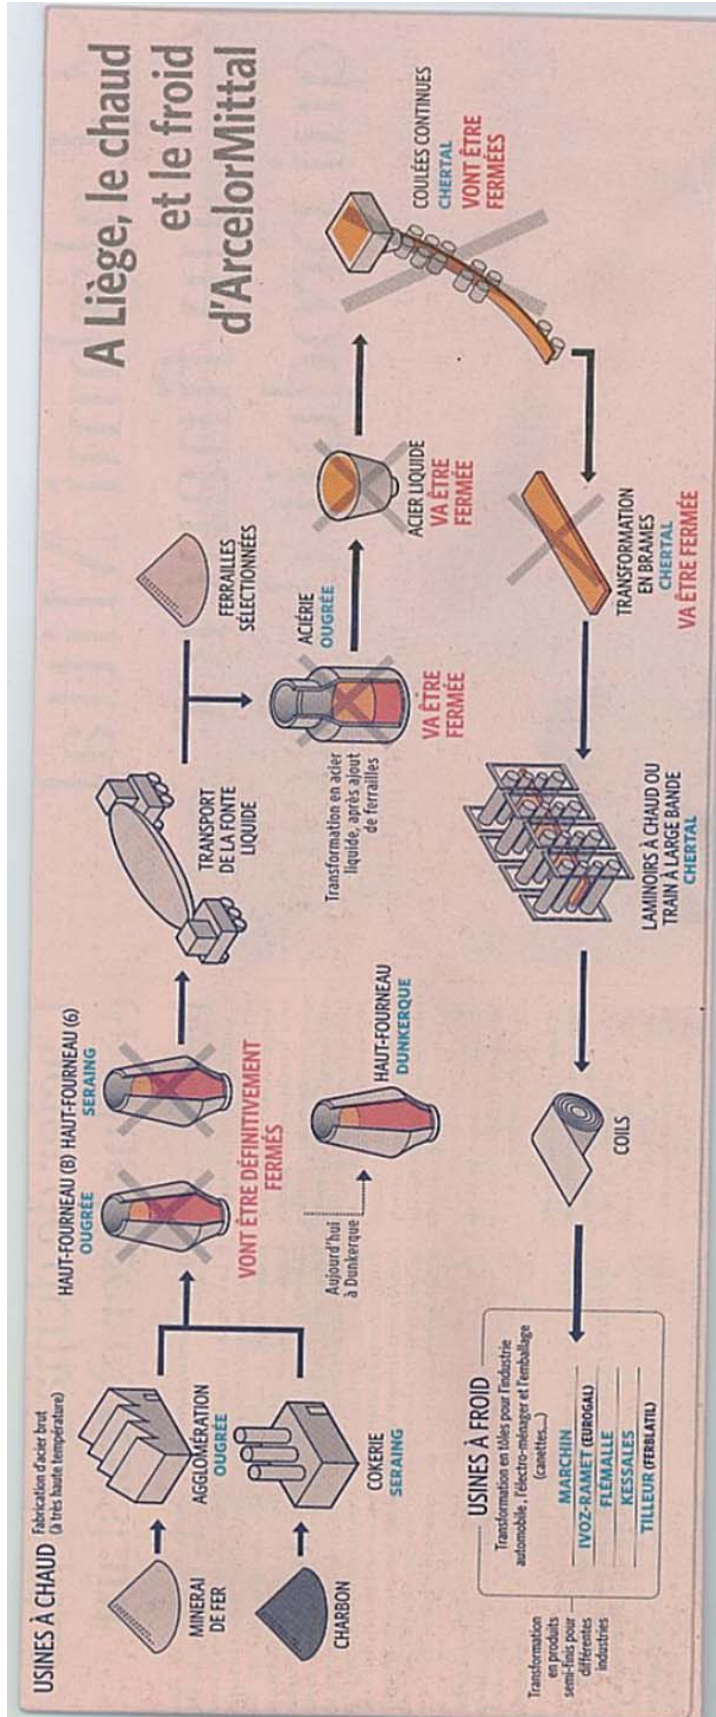 A Liège, le chaud
et le froid
d'ArcelorMittal
USINES À CHAUD
Fabrication d'acier brut
(à très haute température)
MINERAI
DE FER
CHARBON
AGGLOMÉRATION
OUGRÉE
COKERIE
SERAING
HAUT-FOURNEAU (B)
OUGRÉE
HAUT-FOURNEAU (6)
SERAING
VONT ÊTRE DÉFINITIVEMENT
FERMÉS
Aujourd'hui
à Dunkerque
HAUT-FOURNEAU
DUNKERQUE
TRANSPORT
DE LA FONTE
LIQUIDE
FERRAILLES
SÉLECTIONNÉES
ACIÉRIE
OUGRÉE
Transformation en acier
liquide, après ajout
de ferrailles
VA ÊTRE
FERMÉE
ACIER LIQUIDE
VA ÊTRE
FERMÉE
COULÉES CONTINUES
CHERTAL
VONT ÊTRE
FERMÉES
TRANSFORMATION
EN BRAMES
CHERTAL
VA ÊTRE FERMÉE
LAMINOIRS À CHAUD OU
TRAIN À LARGE BANDE
CHERTAL
COILS
USINES À FROID
Transformation en tôles pour l'industrie
automobile, l'électro-ménager et l'emballage
(canettes...)
MARCHIN
IVOZ-RAMET (EUROGAL)
FLÉMALLE
KESSALES
TILLEUR (FERBLATIL)
Transformation
en produits
semi-finis pour
différentes
industries